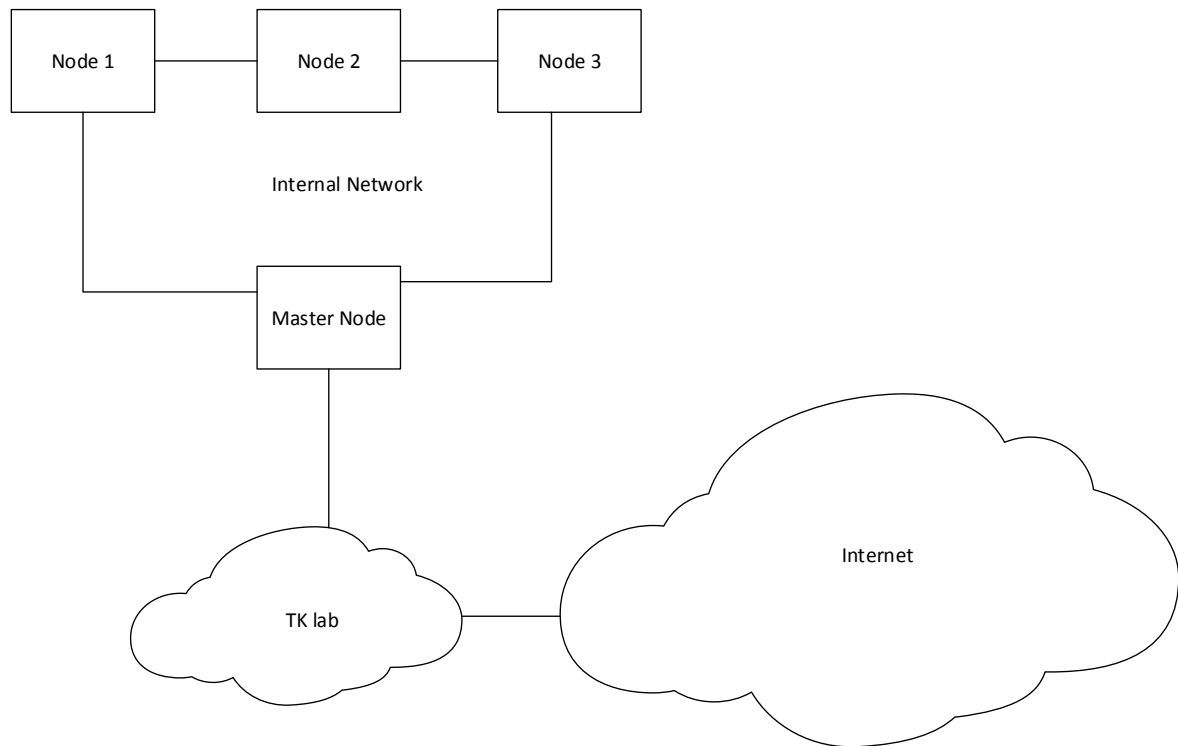 Node 1
Node 2
Node 3
Internal Network
Master Node
Internet
TK lab